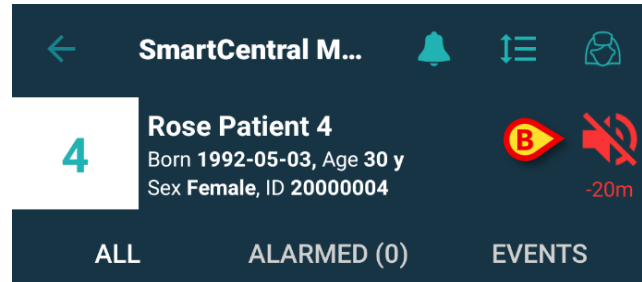 SmartCentral M...
4
Rose Patient 4
Born 1992-05-03, Age 30 y
Sex Female, ID 20000004
B
-20m
ALL ALARMED (0) EVENTS